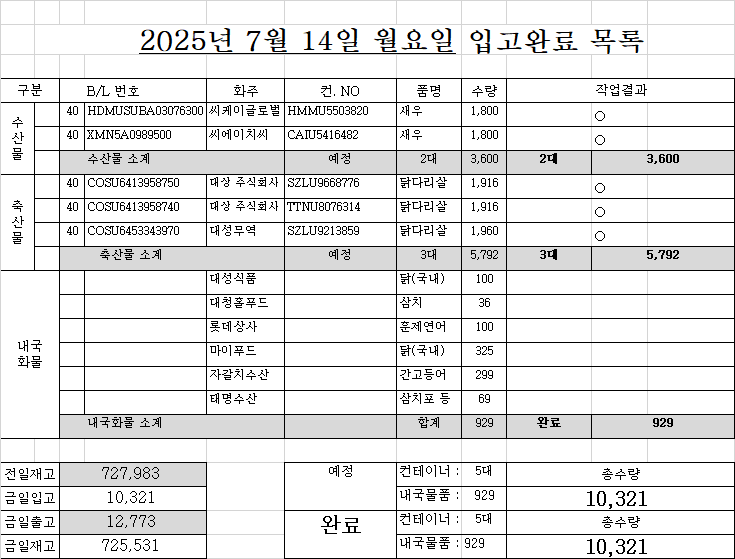 2025년 7월 14일 월요일 입고완료 목록
구분 B/L 번호 화주 컨. NO 품명 수량 작업결과
수산물
40 HDMUSUBA03076300 씨케이글로벌 HMMU5503820 새우 1,800 ○
40 XMN5A0989500 씨에이치씨 CAIU5416482 새우 1,800 ○
수산물 소계 예정 2대 3,600 2대 3,600
축산물
40 COSU6413958750 대상 주식회사 SZLU9668776 닭다리살 1,916 ○
40 COSU6413958740 대상 주식회사 TTNU8076314 닭다리살 1,916 ○
40 COSU6453343970 대성무역 SZLU9213859 닭다리살 1,960 ○
축산물 소계 예정 3대 5,792 3대 5,792
내국화물
대성식품 닭(국내) 100
대청홀푸드 삼치 36
롯데상사 훈제연어 100
마이푸드 닭(국내) 325
자갈치수산 간고등어 299
태명수산 삼치포 등 69
내국화물 소계 합계 929 완료 929
전일재고 727,983 예정 컨테이너 : 5대 총수량
금일입고 10,321 내국물품 : 929 10,321
금일출고 12,773 완료 컨테이너 : 5대 총수량
금일재고 725,531 내국물품 : 929 10,321